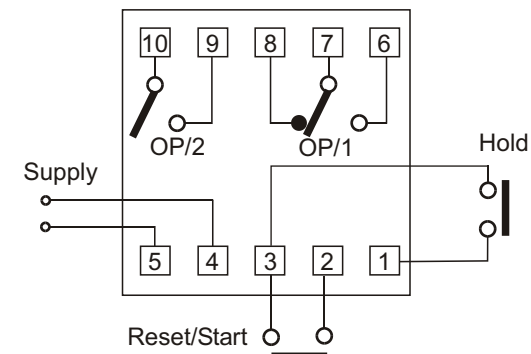 10 9 8 7 6
OP/2 OP/1
Hold
Supply
5 4 3 2 1
Reset/Start